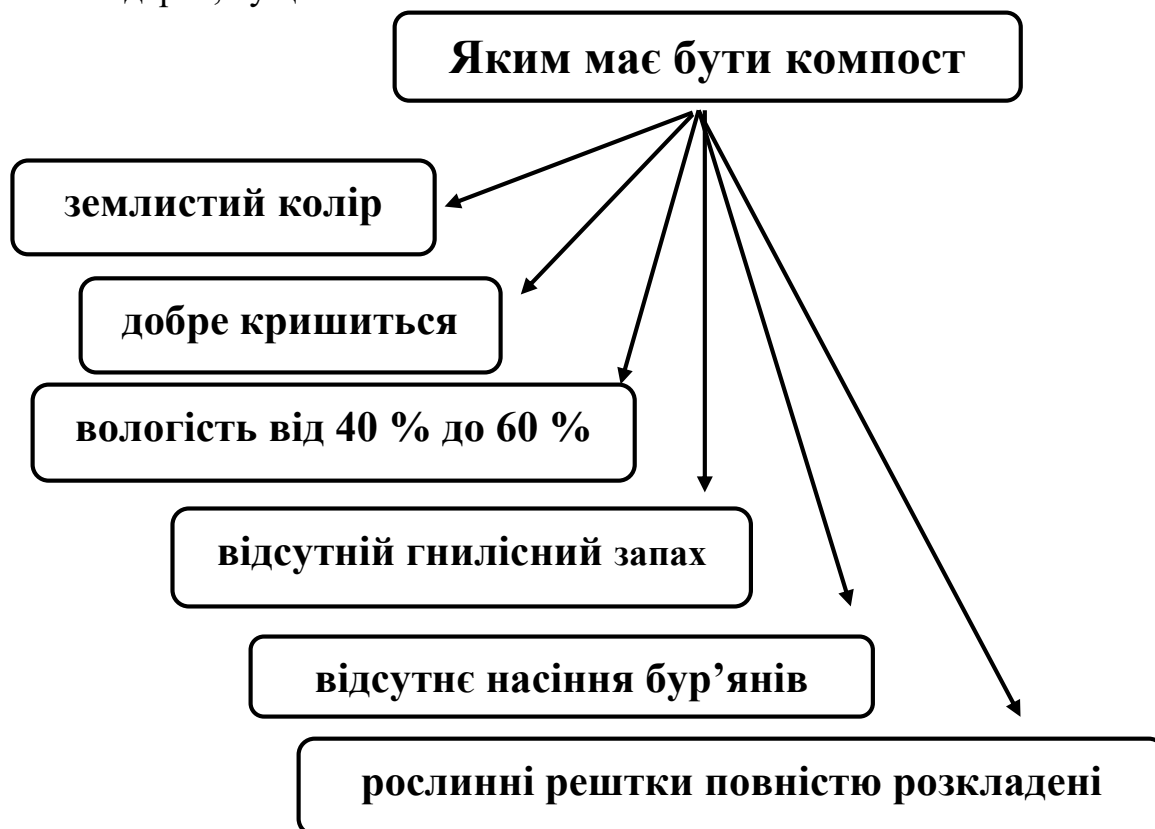 Яким має бути компост
землистий колір
добре кришиться
вологість від 40 % до 60 %
відсутній гнилісний запах
відсутнє насіння бур’янів
рослинні рештки повністю розкладені